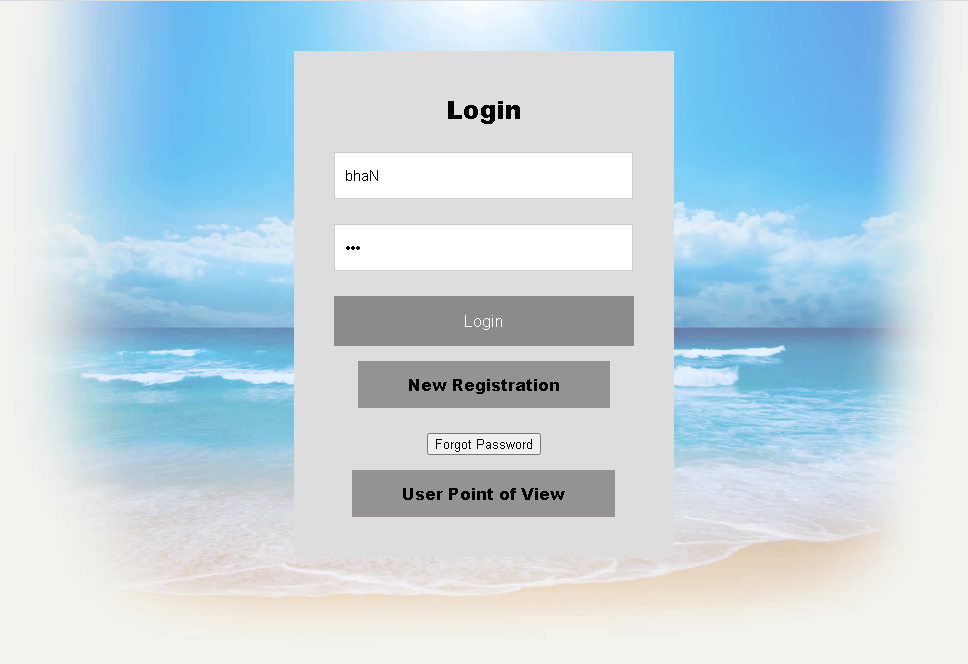 Login
bhaN
•••
Login
New Registration
Forgot Password
User Point of View